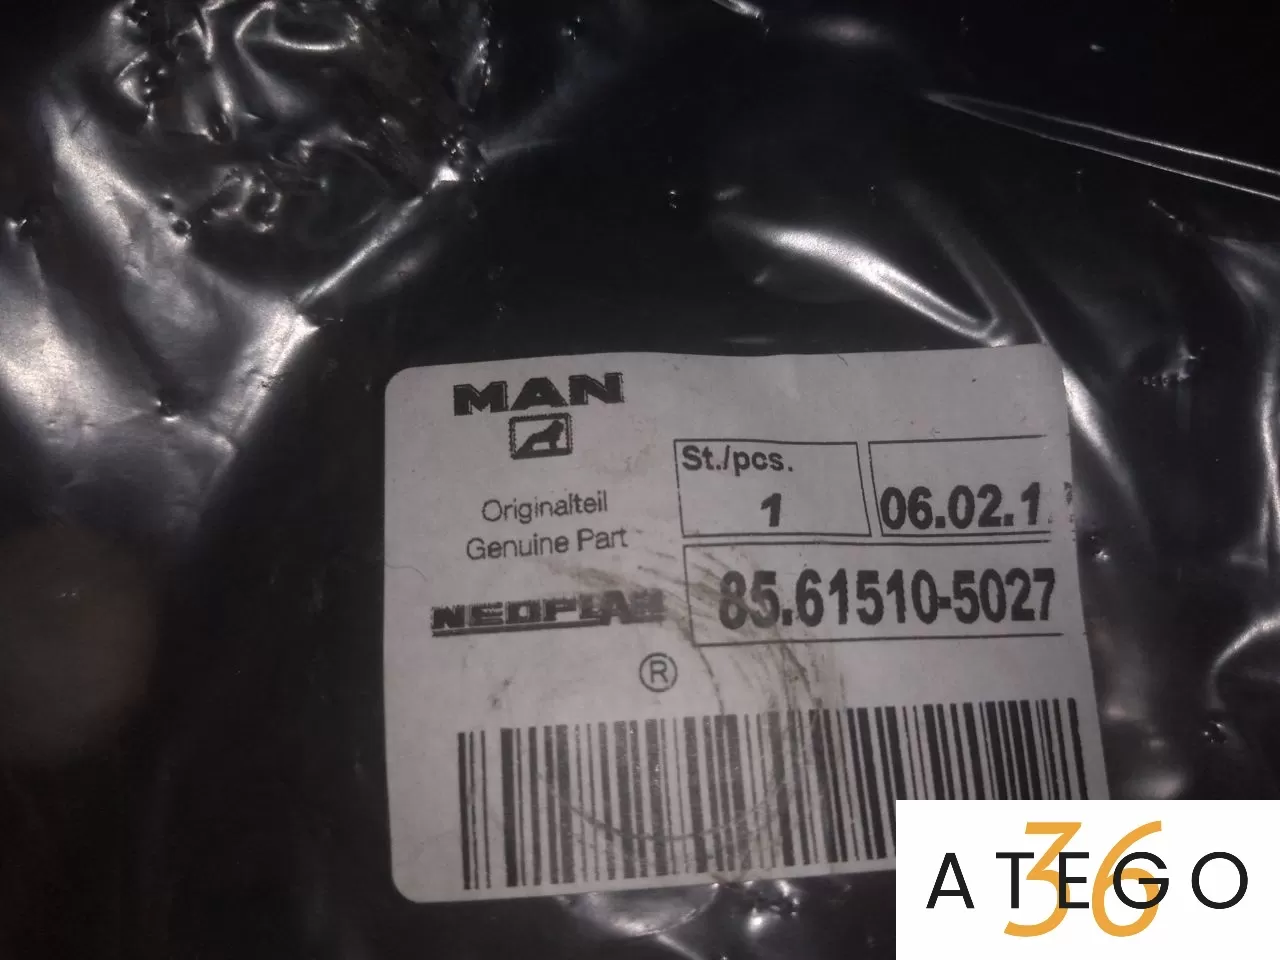 MAN
Originalteil
Genuine Part
NEOPLAN
®
St./pcs.
1
06.02.1
85.61510-5027
ATEGO
36